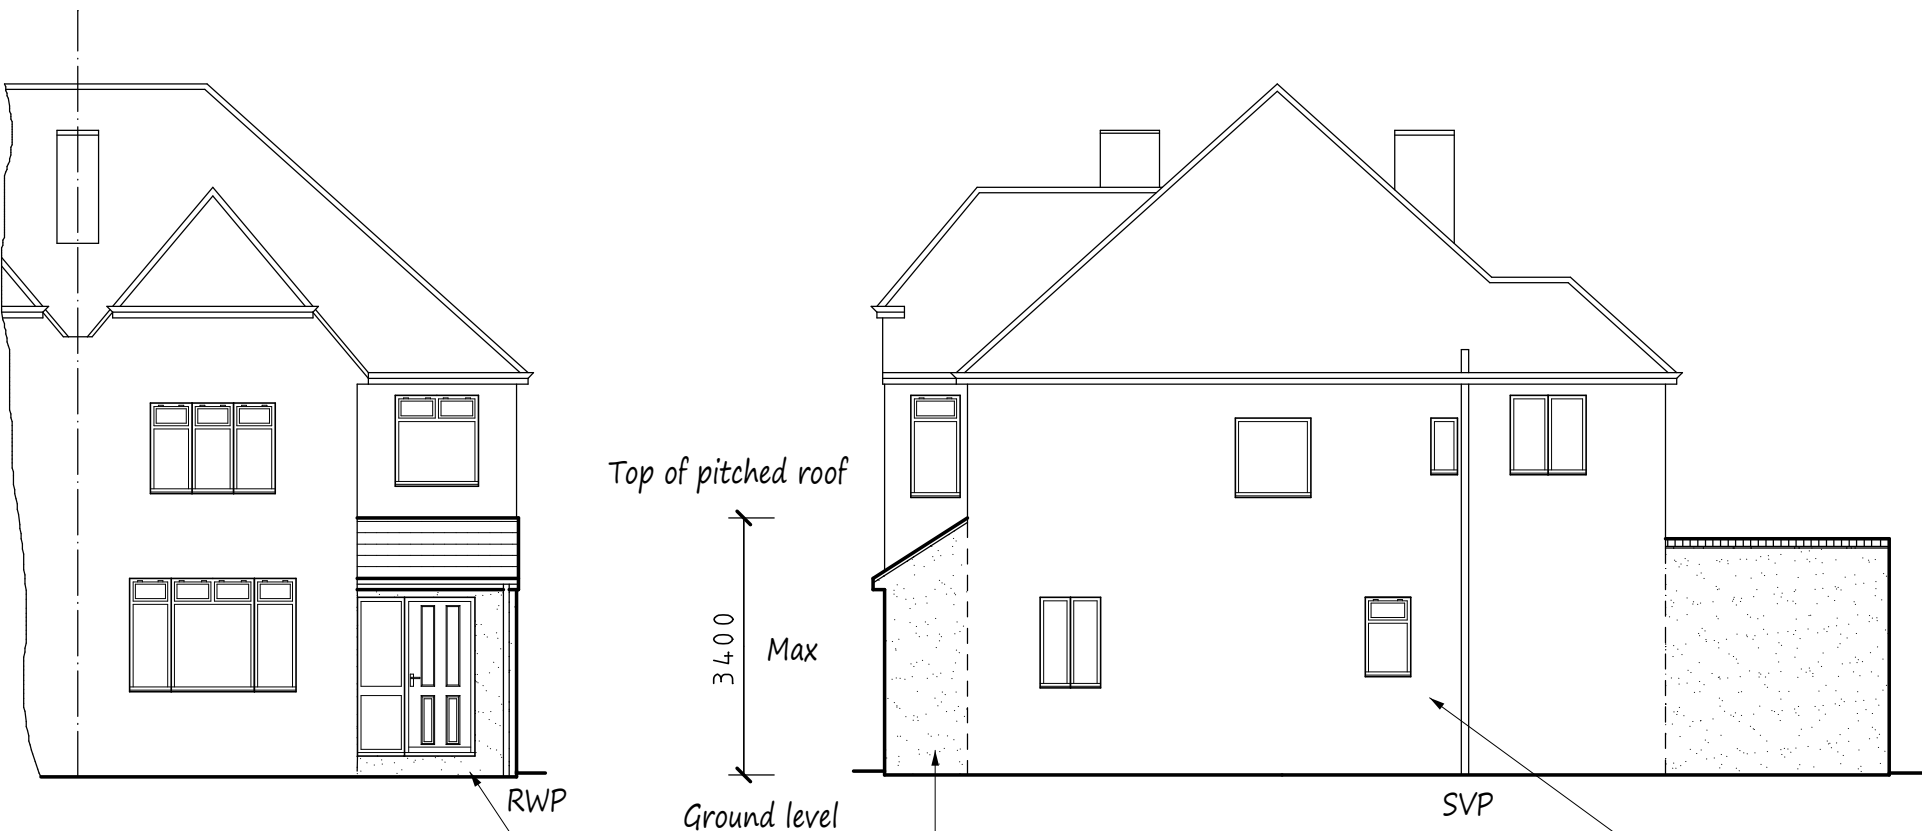 Top of pitched roof
3400
Max
RWP
Ground level
SVP